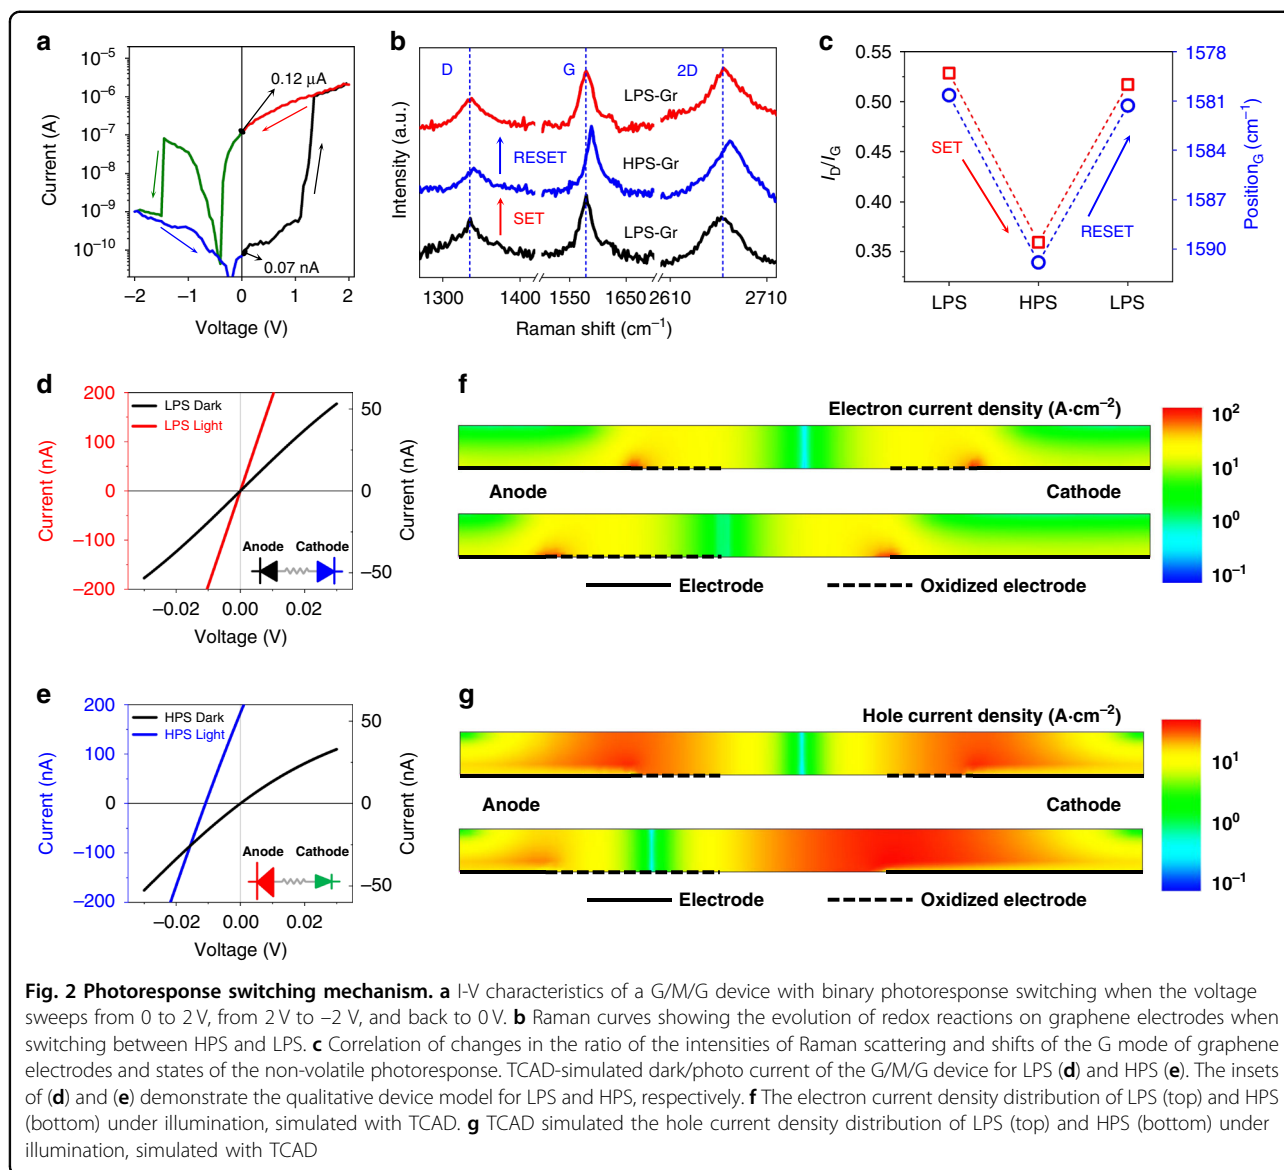 a
10⁻⁵
10⁻⁶
10⁻⁷
10⁻⁸
10⁻⁹
10⁻¹⁰
Current (A)
0.12 μA
0.07 nA
−2
−1
0
1
2
Voltage (V)
b
D
G
2D
LPS-Gr
RESET
HPS-Gr
SET
LPS-Gr
Intensity (a.u.)
1300
1400
1550
1650
2610
2710
Raman shift (cm⁻¹)
c
0.55
0.50
0.45
0.40
0.35
I_D/I_G
SET
RESET
1578
1581
1584
1587
1590
Position_G (cm⁻¹)
LPS
HPS
LPS
d
200
100
0
−100
−200
Current (nA)
LPS Dark
LPS Light
50
0
−50
Current (nA)
Anode
Cathode
−0.02
0.00
0.02
Voltage (V)
f
Electron current density (A·cm⁻²)
Anode
Cathode
Electrode
Oxidized electrode
10²
10¹
10⁰
10⁻¹
e
200
100
0
−100
−200
Current (nA)
HPS Dark
HPS Light
50
0
−50
Current (nA)
Anode
Cathode
−0.02
0.00
0.02
Voltage (V)
g
Hole current density (A·cm⁻²)
Anode
Cathode
Electrode
Oxidized electrode
10¹
10⁰
10⁻¹
Fig. 2 Photoresponse switching mechanism. a I-V characteristics of a G/M/G device with binary photoresponse switching when the voltage
sweeps from 0 to 2 V, from 2 V to −2 V, and back to 0 V. b Raman curves showing the evolution of redox reactions on graphene electrodes when
switching between HPS and LPS. c Correlation of changes in the ratio of the intensities of Raman scattering and shifts of the G mode of graphene
electrodes and states of the non-volatile photoresponse. TCAD-simulated dark/photo current of the G/M/G device for LPS (d) and HPS (e). The insets
of (d) and (e) demonstrate the qualitative device model for LPS and HPS, respectively. f The electron current density distribution of LPS (top) and HPS
(bottom) under illumination, simulated with TCAD. g TCAD simulated the hole current density distribution of LPS (top) and HPS (bottom) under
illumination, simulated with TCAD